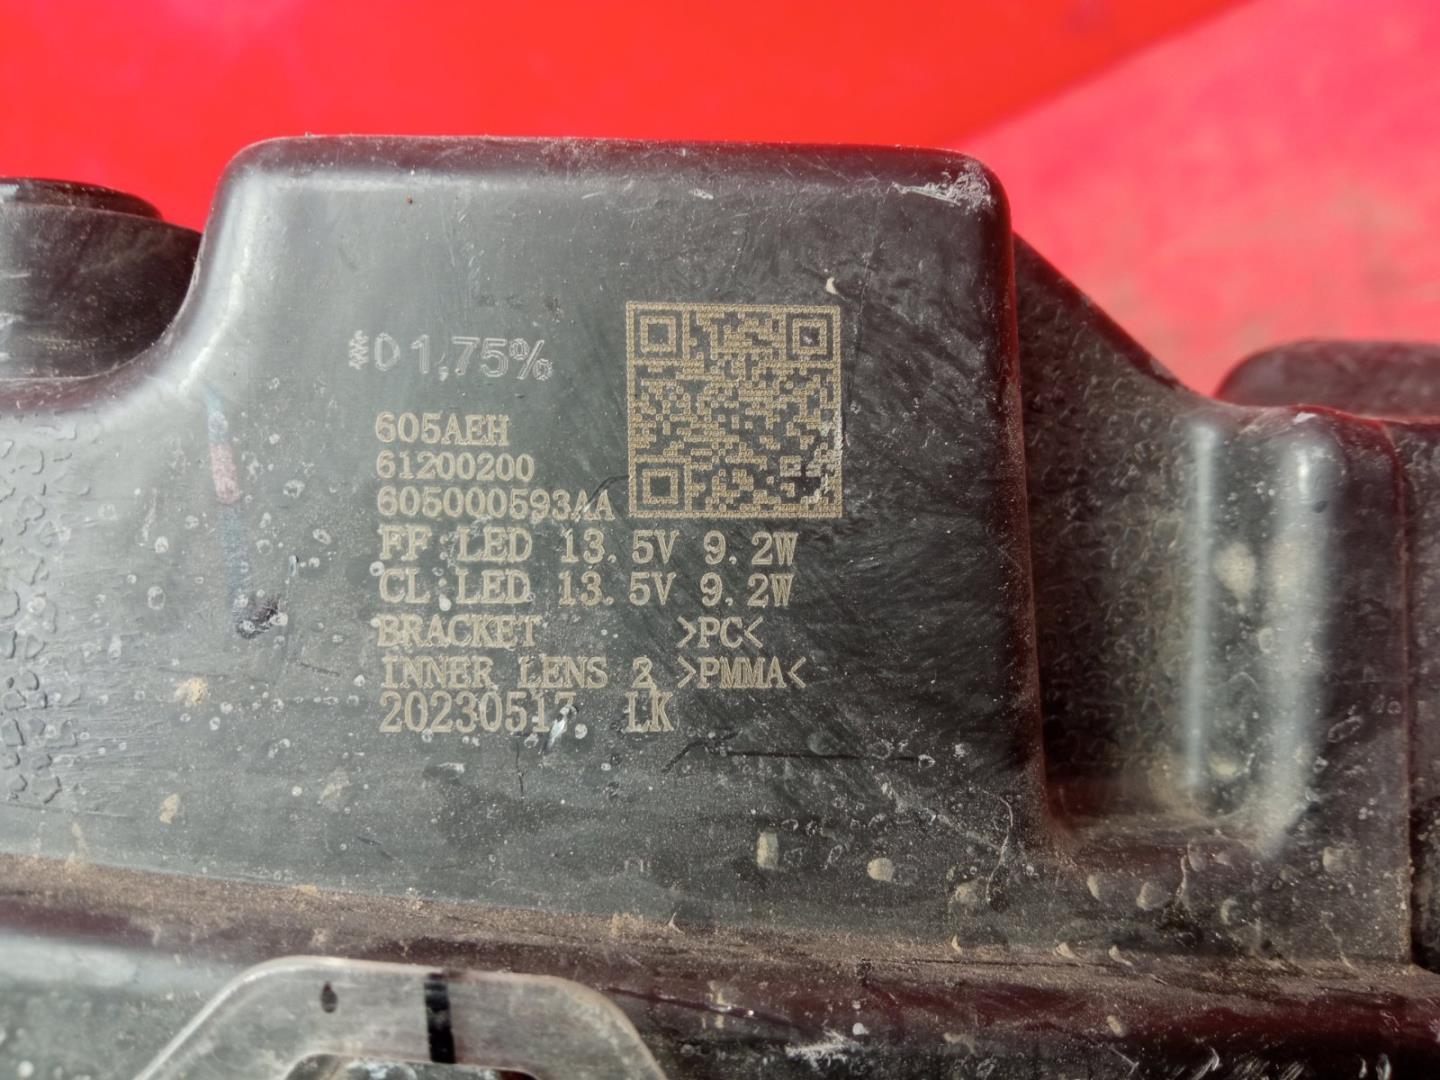 D 1,75%
605AEH
61200200
605000593AA
FF:LED 13.5V 9.2W
CL:LED 13.5V 9.2W
BRACKET >PC<
INNER LENS 2 >PMMA<
20230517 LK